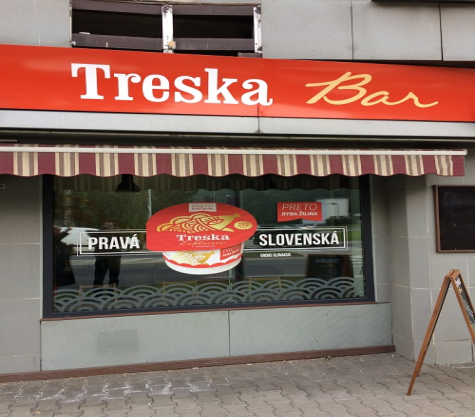 Treska Bar
PRETO
RYBA ŽILINA
Treska
PRAVÁ
SLOVENSKÁ